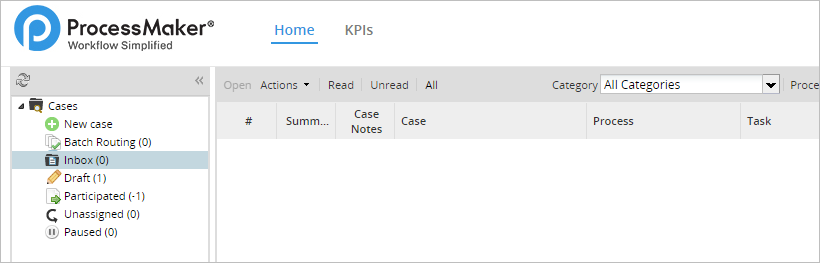 ProcessMaker®
Workflow Simplified
Home KPIs
Open Actions Read Unread All Category All Categories Proce
Cases
New case
Batch Routing (0)
Inbox (0)
Draft (1)
Participated (-1)
Unassigned (0)
Paused (0)
# Summ... Case Notes Case Process Task